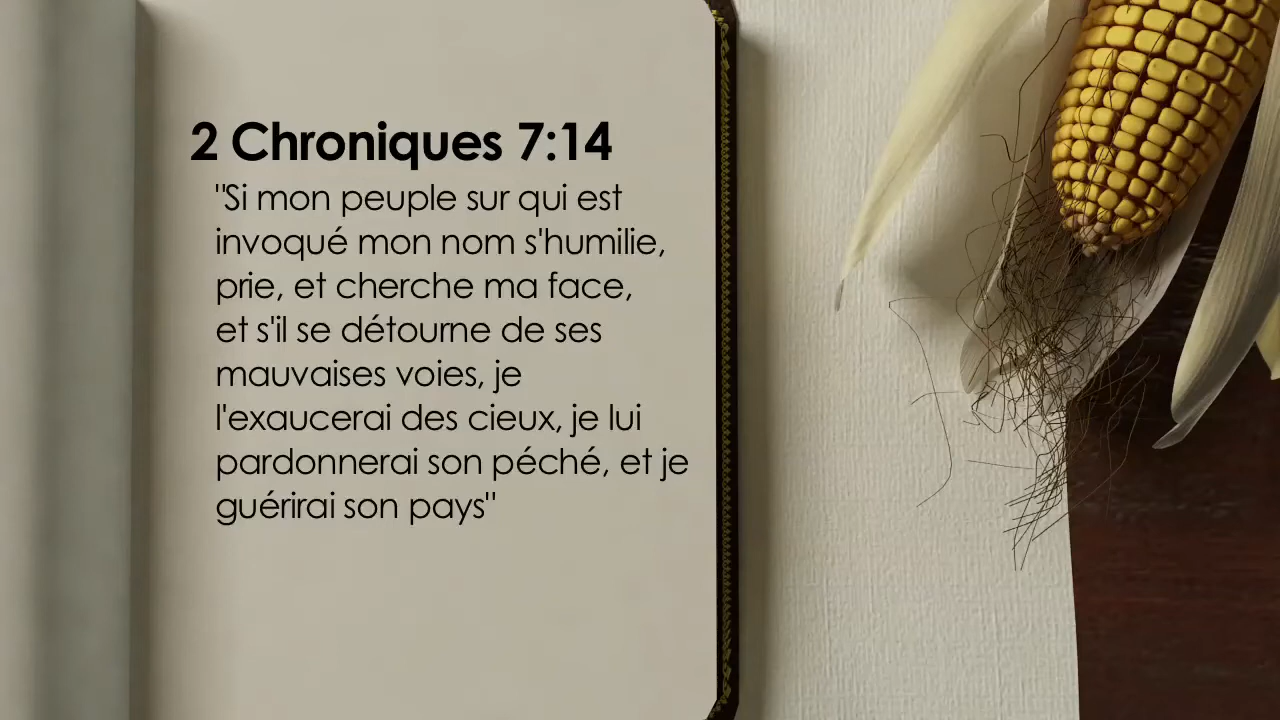 2 Chroniques 7:14
"Si mon peuple sur qui est
invoqué mon nom s'humilie,
prie, et cherche ma face,
et s'il se détourne de ses
mauvaises voies, je
l'exaucerai des cieux, je lui
pardonnerai son péché, et je
guérirai son pays"